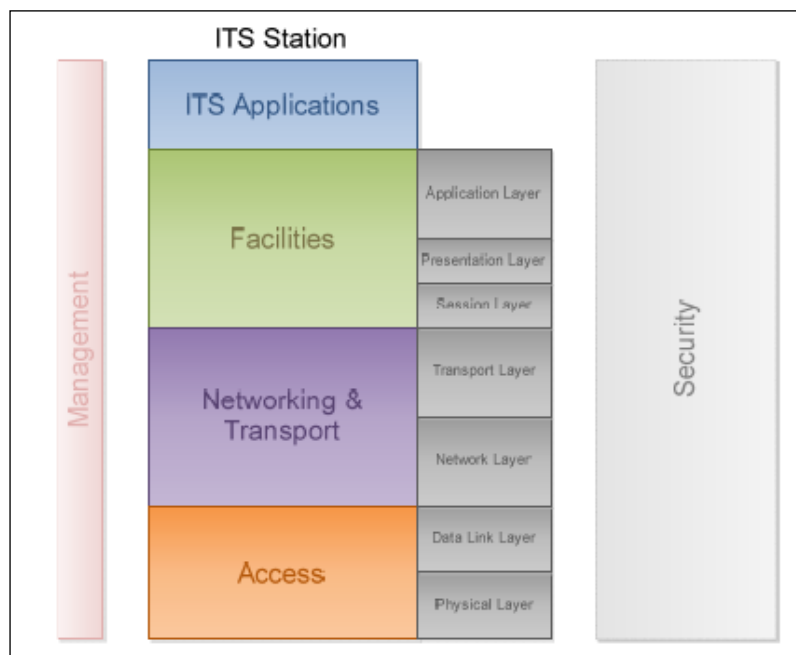 ITS Station
ITS Applications
Facilities
Networking &
Transport
Access
Application Layer
Presentation Layer
Session Layer
Transport Layer
Network Layer
Data Link Layer
Physical Layer
Management
Security